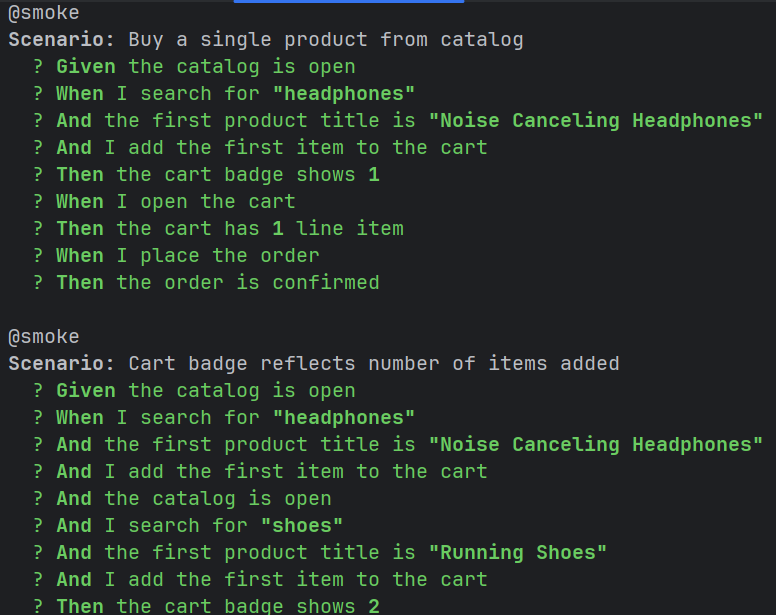 @smoke
Scenario: Buy a single product from catalog
? Given the catalog is open
? When I search for "headphones"
? And the first product title is "Noise Canceling Headphones"
? And I add the first item to the cart
? Then the cart badge shows 1
? When I open the cart
? Then the cart has 1 line item
? When I place the order
? Then the order is confirmed
@smoke
Scenario: Cart badge reflects number of items added
? Given the catalog is open
? When I search for "headphones"
? And the first product title is "Noise Canceling Headphones"
? And I add the first item to the cart
? And the catalog is open
? And I search for "shoes"
? And the first product title is "Running Shoes"
? And I add the first item to the cart
? Then the cart badge shows 2